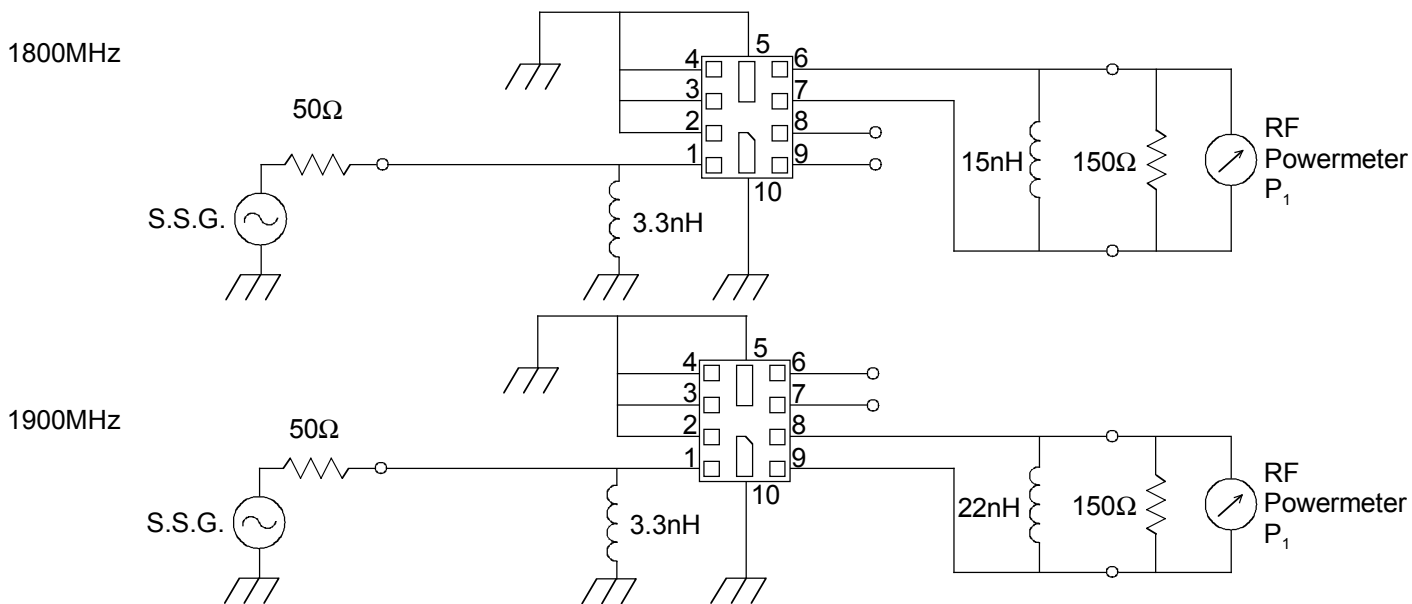 1800MHz
50Ω
S.S.G.
3.3nH
4
3
2
1
5
10
6
7
8
9
15nH
150Ω
RF
Powermeter
P₁
1900MHz
50Ω
S.S.G.
3.3nH
4
3
2
1
5
10
6
7
8
9
22nH
150Ω
RF
Powermeter
P₁